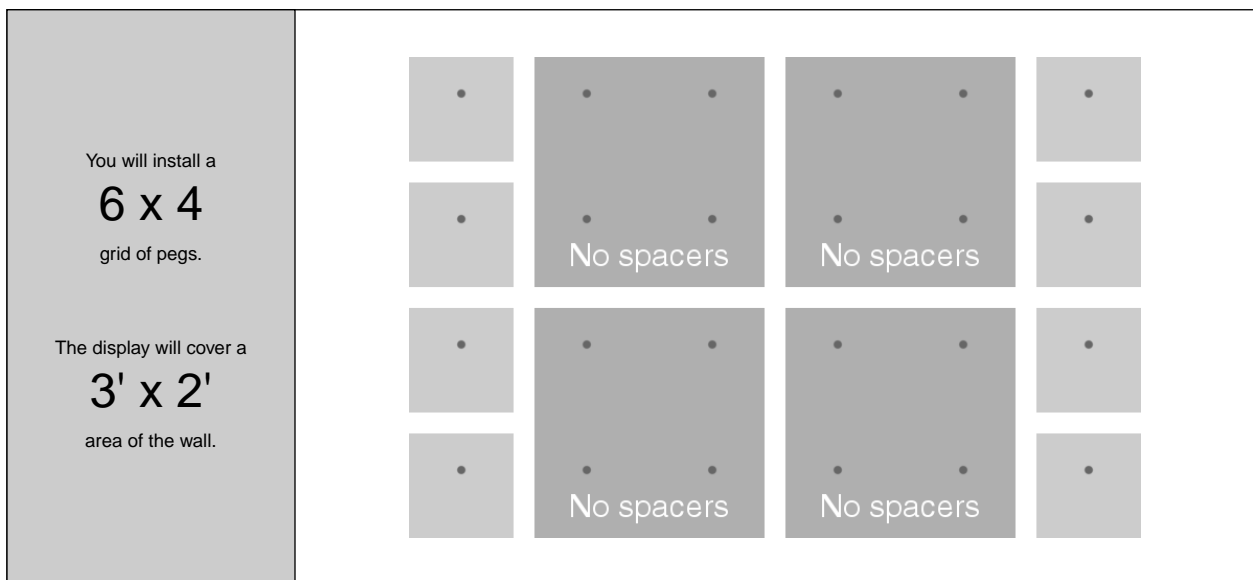 You will install a
6 x 4
grid of pegs.
The display will cover a
3' x 2'
area of the wall.
No spacers
No spacers
No spacers
No spacers